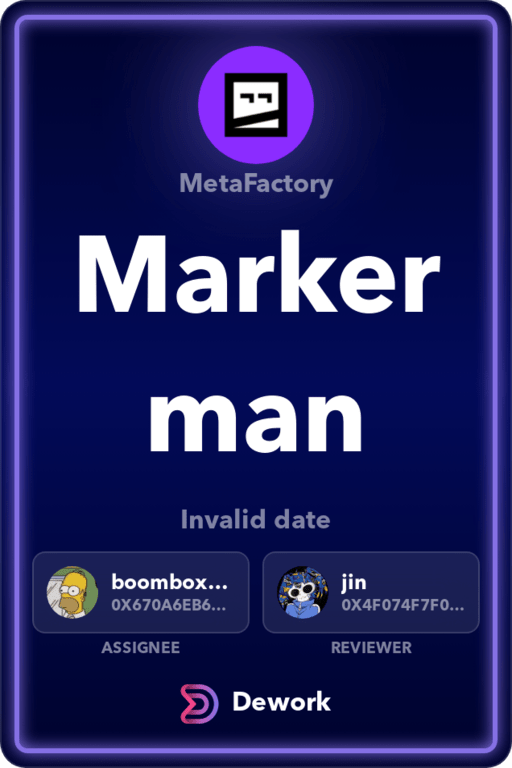 MetaFactory
Marker
man
Invalid date
boombox...
0X670A6EB6...
jin
0X4F074F7F0...
ASSIGNEE
REVIEWER
Dework